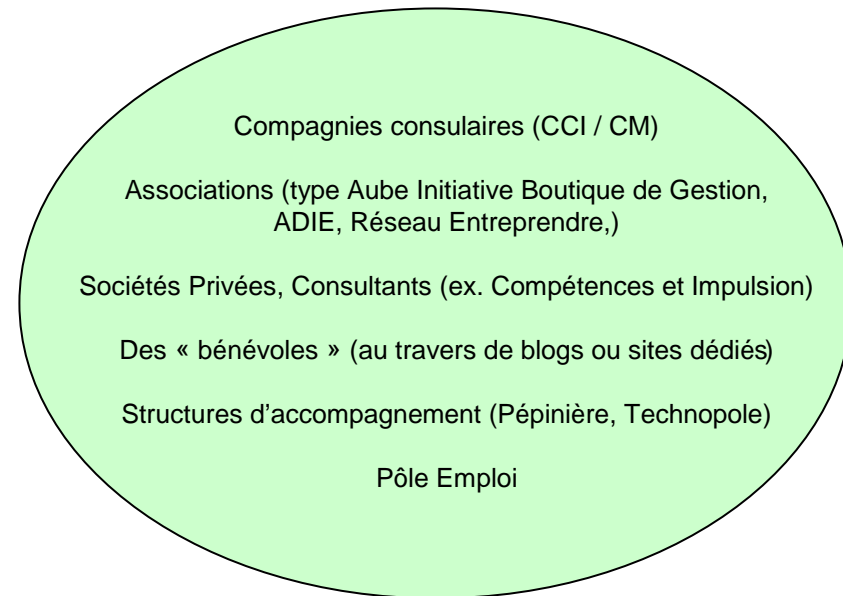 Compagnies consulaires (CCI / CM)
Associations (type Aube Initiative Boutique de Gestion,
ADIE, Réseau Entreprendre,)
Sociétés Privées, Consultants (ex. Compétences et Impulsion)
Des « bénévoles » (au travers de blogs ou sites dédiés)
Structures d'accompagnement (Pépinière, Technopole)
Pôle Emploi